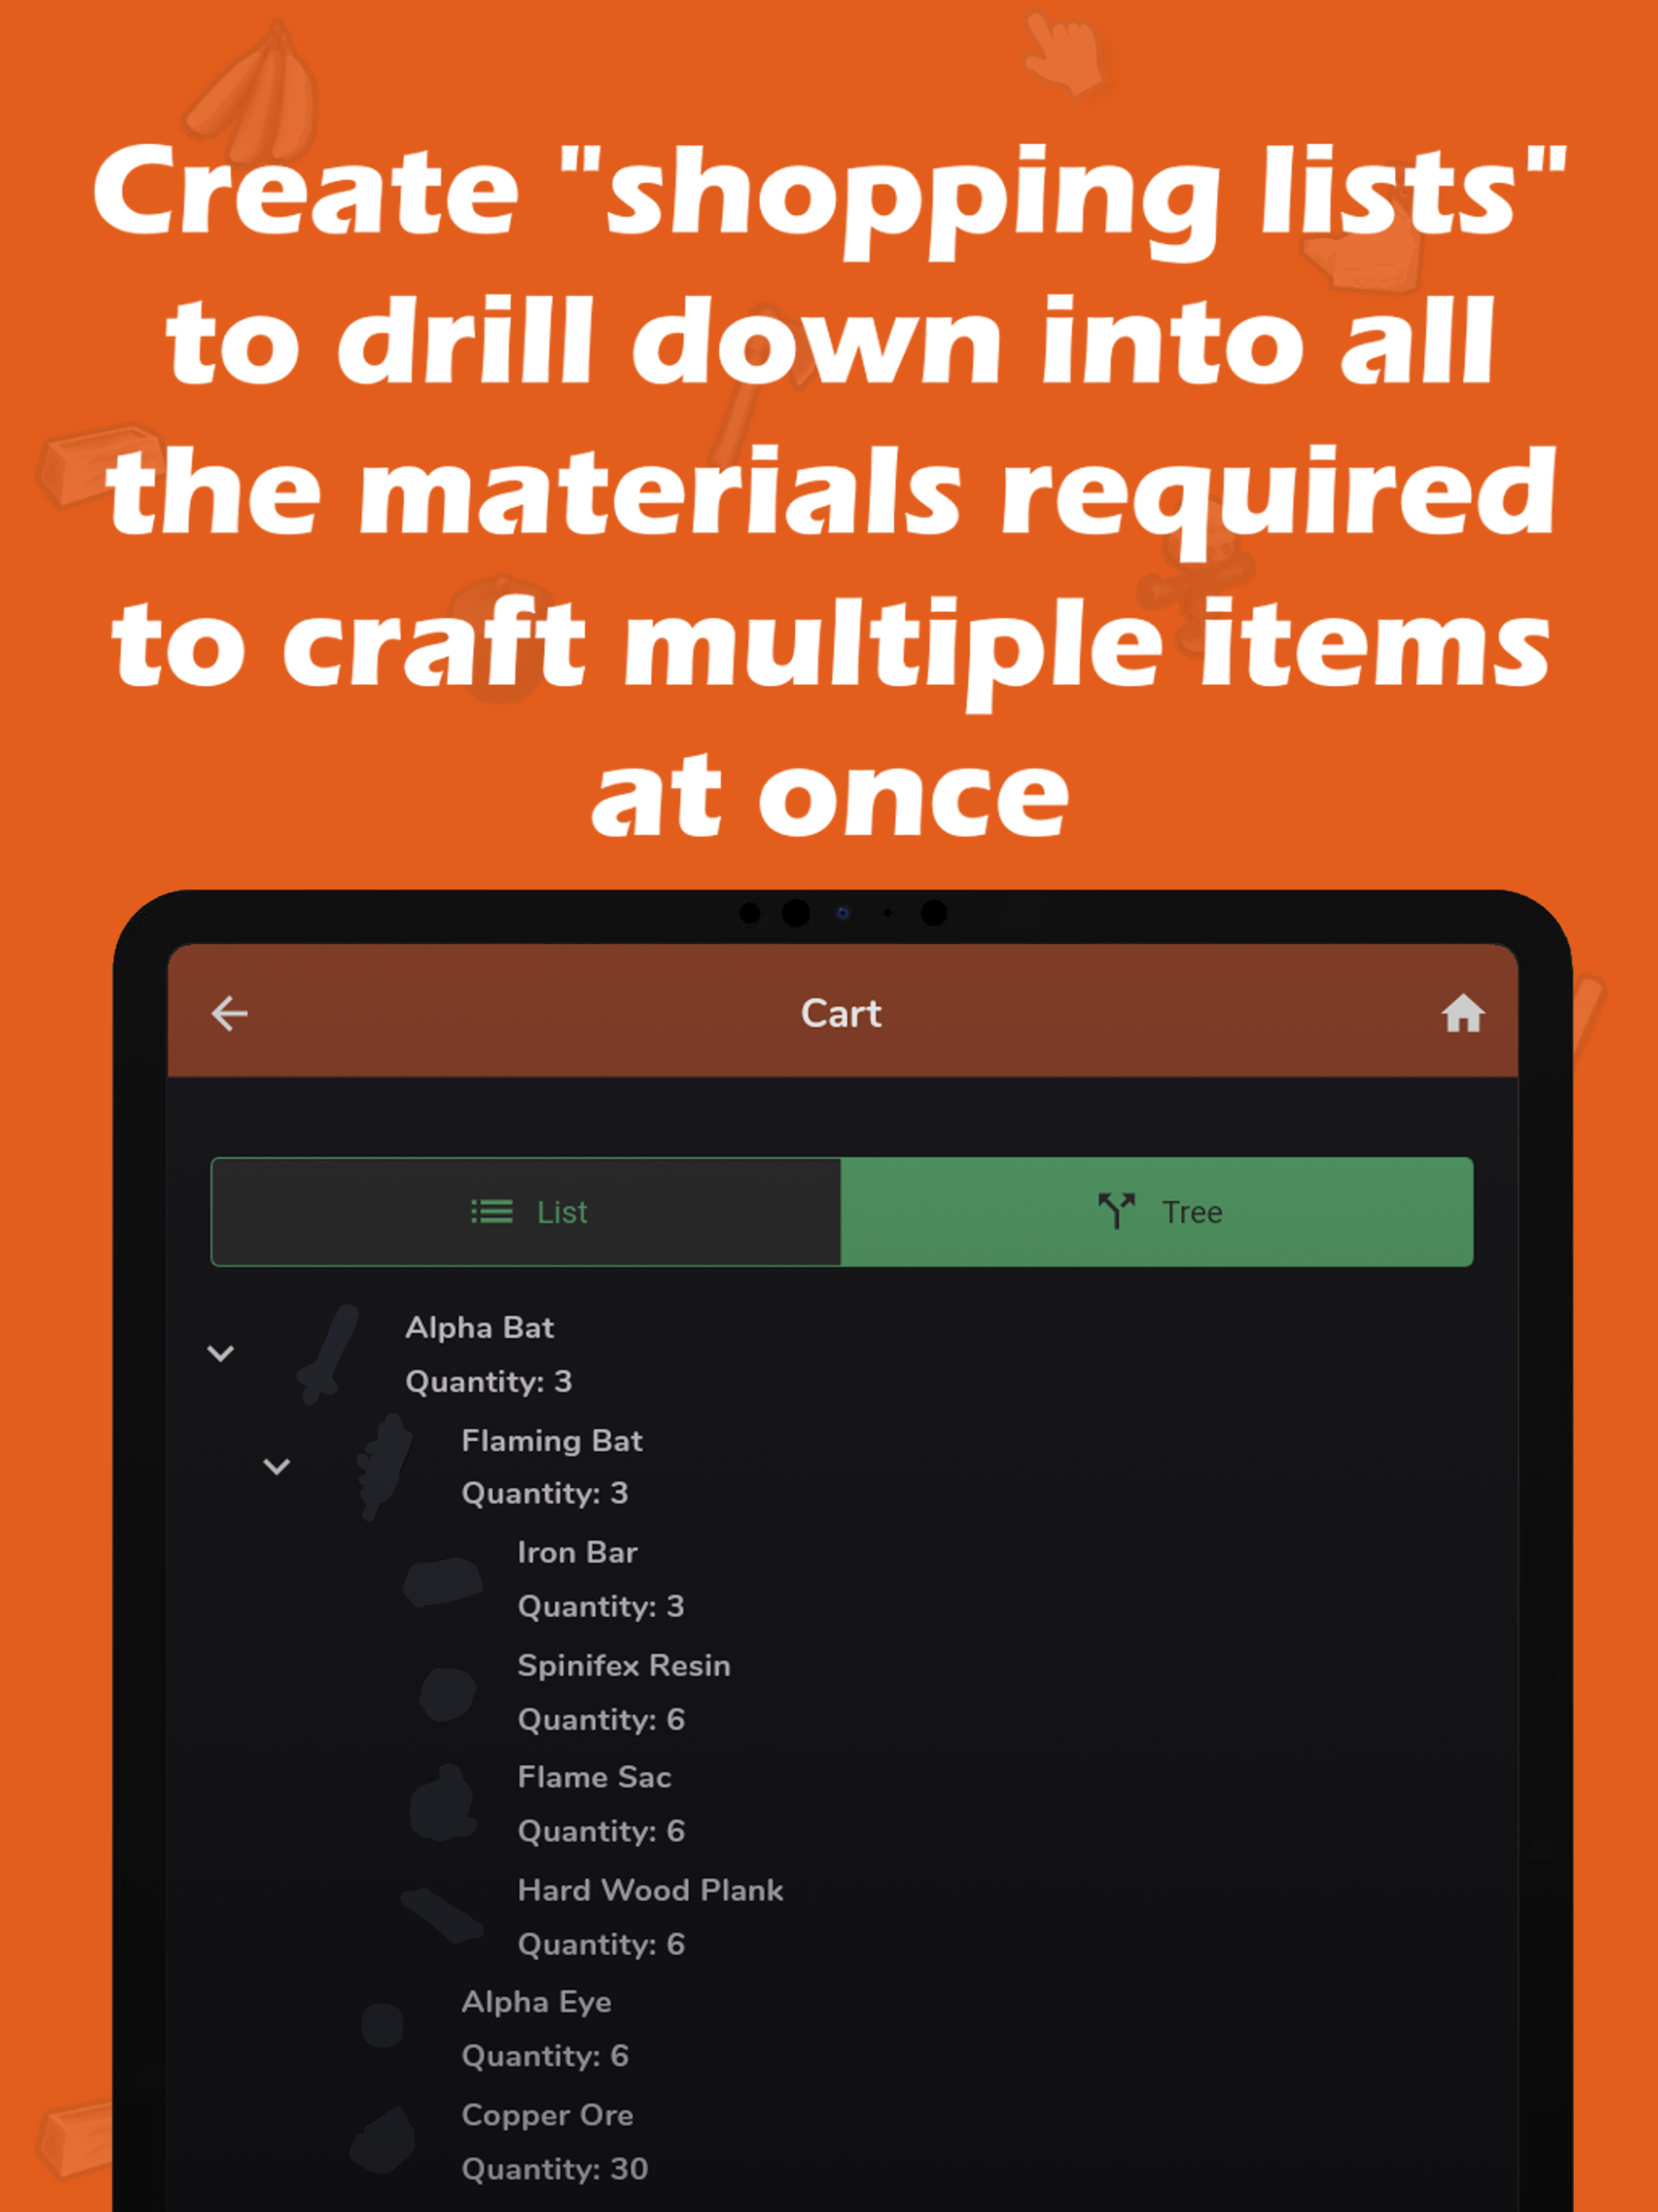 Create "shopping lists"
to drill down into all
the materials required
to craft multiple items
at once
Cart
List
Tree
Alpha Bat
Quantity: 3
Flaming Bat
Quantity: 3
Iron Bar
Quantity: 3
Spinifex Resin
Quantity: 6
Flame Sac
Quantity: 6
Hard Wood Plank
Quantity: 6
Alpha Eye
Quantity: 6
Copper Ore
Quantity: 30